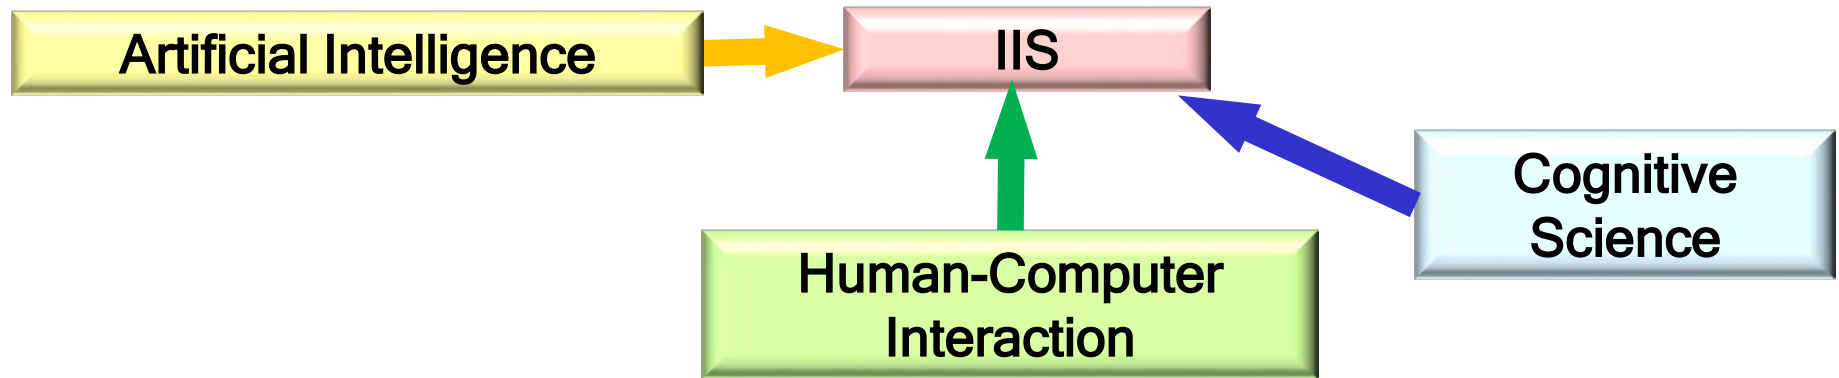 Artificial Intelligence
IIS
Cognitive
Science
Human-Computer
Interaction